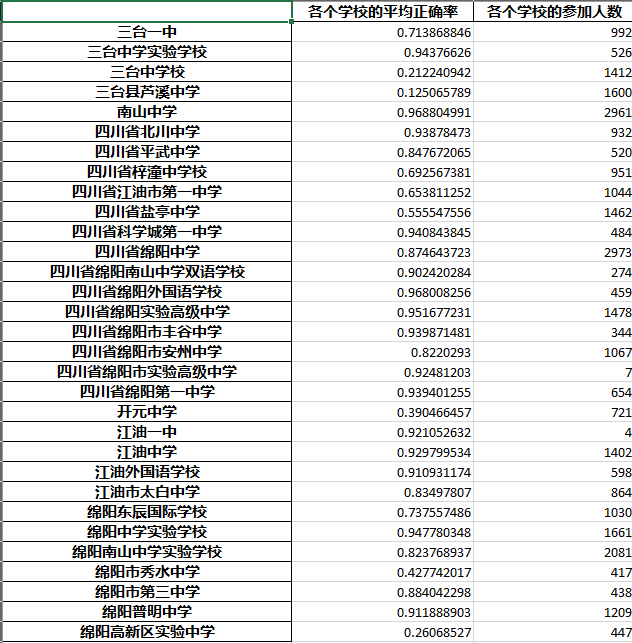 各个学校的平均正确率 各个学校的参加人数
三台一中 0.713868846 992
三台中学实验学校 0.94376626 526
三台中学校 0.212240942 1412
三台县芦溪中学 0.125065789 1600
南山中学 0.968804991 2961
四川省北川中学 0.93878473 932
四川省平武中学 0.847672065 520
四川省梓潼中学校 0.692567381 951
四川省江油市第一中学 0.653811252 1044
四川省盐亭中学 0.555547556 1462
四川省科学城第一中学 0.940843845 484
四川省绵阳中学 0.874643723 2973
四川省绵阳南山中学双语学校 0.902420284 274
四川省绵阳外国语学校 0.968008256 459
四川省绵阳实验高级中学 0.951677231 1478
四川省绵阳市丰谷中学 0.939871481 344
四川省绵阳市安州中学 0.8220293 1067
四川省绵阳市实验高级中学 0.92481203 7
四川省绵阳第一中学 0.939401255 654
开元中学 0.390466457 721
江油一中 0.921052632 4
江油中学 0.929799534 1402
江油外国语学校 0.910931174 598
江油市太白中学 0.83497807 864
绵阳东辰国际学校 0.737557486 1030
绵阳中学实验学校 0.947780348 1661
绵阳南山中学实验学校 0.823768937 2081
绵阳市秀水中学 0.427742017 417
绵阳市第三中学 0.884042298 438
绵阳普明中学 0.911888903 1209
绵阳高新区实验中学 0.26068527 447